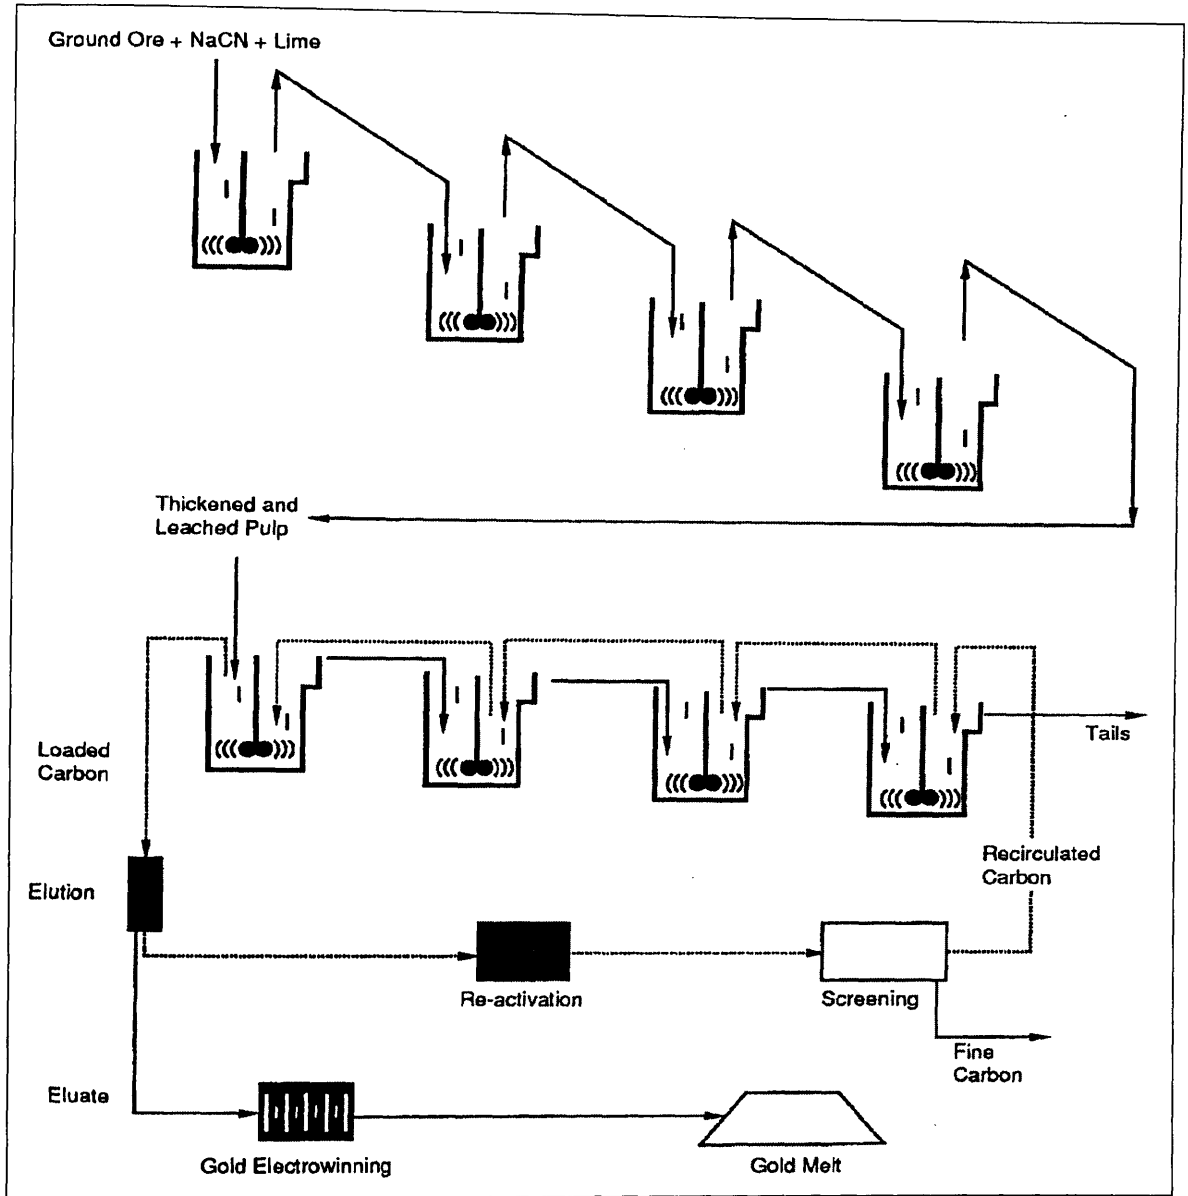 Ground Ore + NaCN + Lime
Thickened and
Leached Pulp
Loaded
Carbon
Tails
Recirculated
Carbon
Elution
Re-activation
Screening
Fine
Carbon
Eluate
Gold Electrowinning
Gold Melt